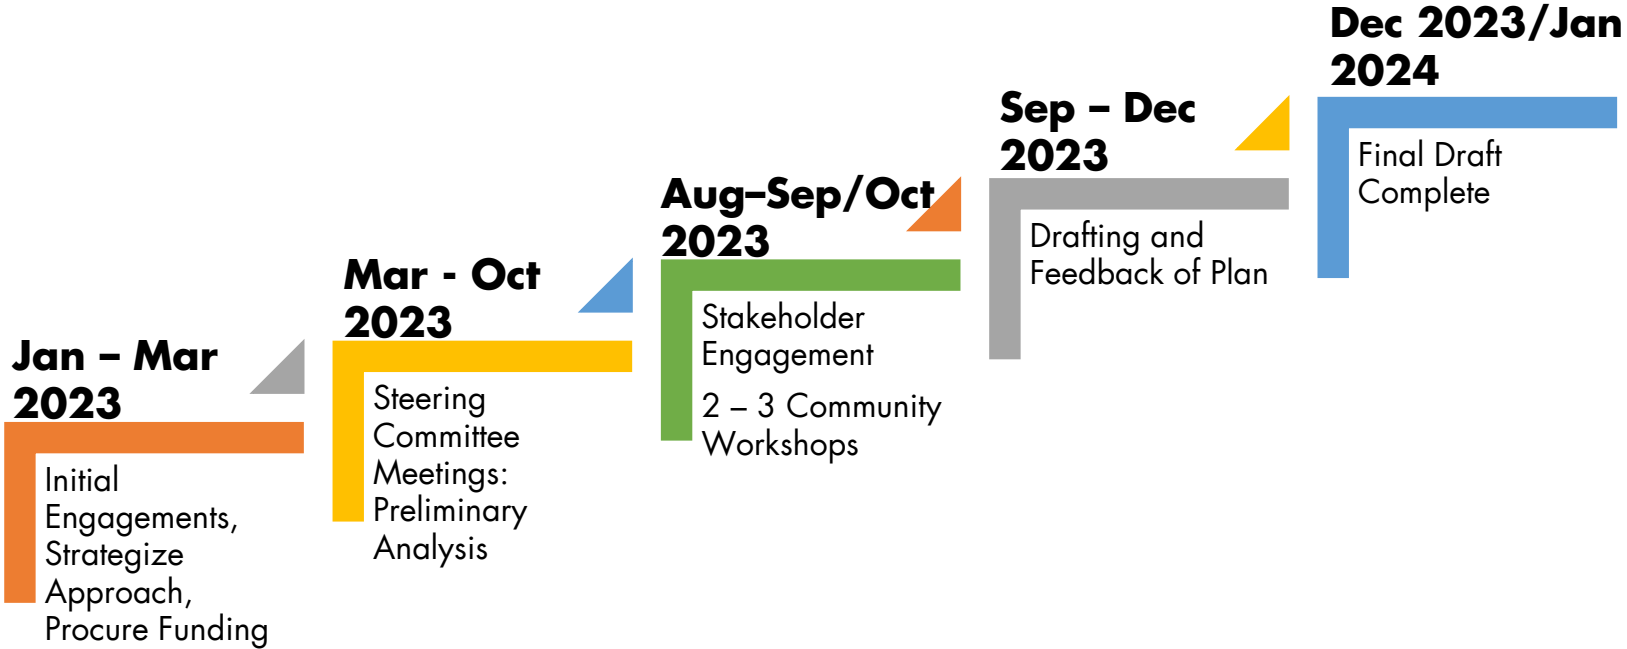 Jan – Mar
2023
Initial
Engagements,
Strategize
Approach,
Procure Funding
Mar - Oct
2023
Steering
Committee
Meetings:
Preliminary
Analysis
Aug–Sep/Oct
2023
Stakeholder
Engagement
2 – 3 Community
Workshops
Sep – Dec
2023
Drafting and
Feedback of Plan
Dec 2023/Jan
2024
Final Draft
Complete